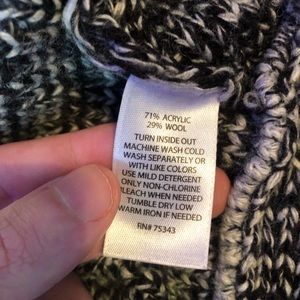 71% ACRYLIC
29% WOOL
TURN INSIDE OUT
MACHINE WASH COLD
WASH SEPARATELY OR
WITH LIKE COLORS
USE MILD DETERGENT
ONLY NON-CHLORINE
BLEACH WHEN NEEDED
TUMBLE DRY LOW
WARM IRON IF NEEDED
RN# 75343